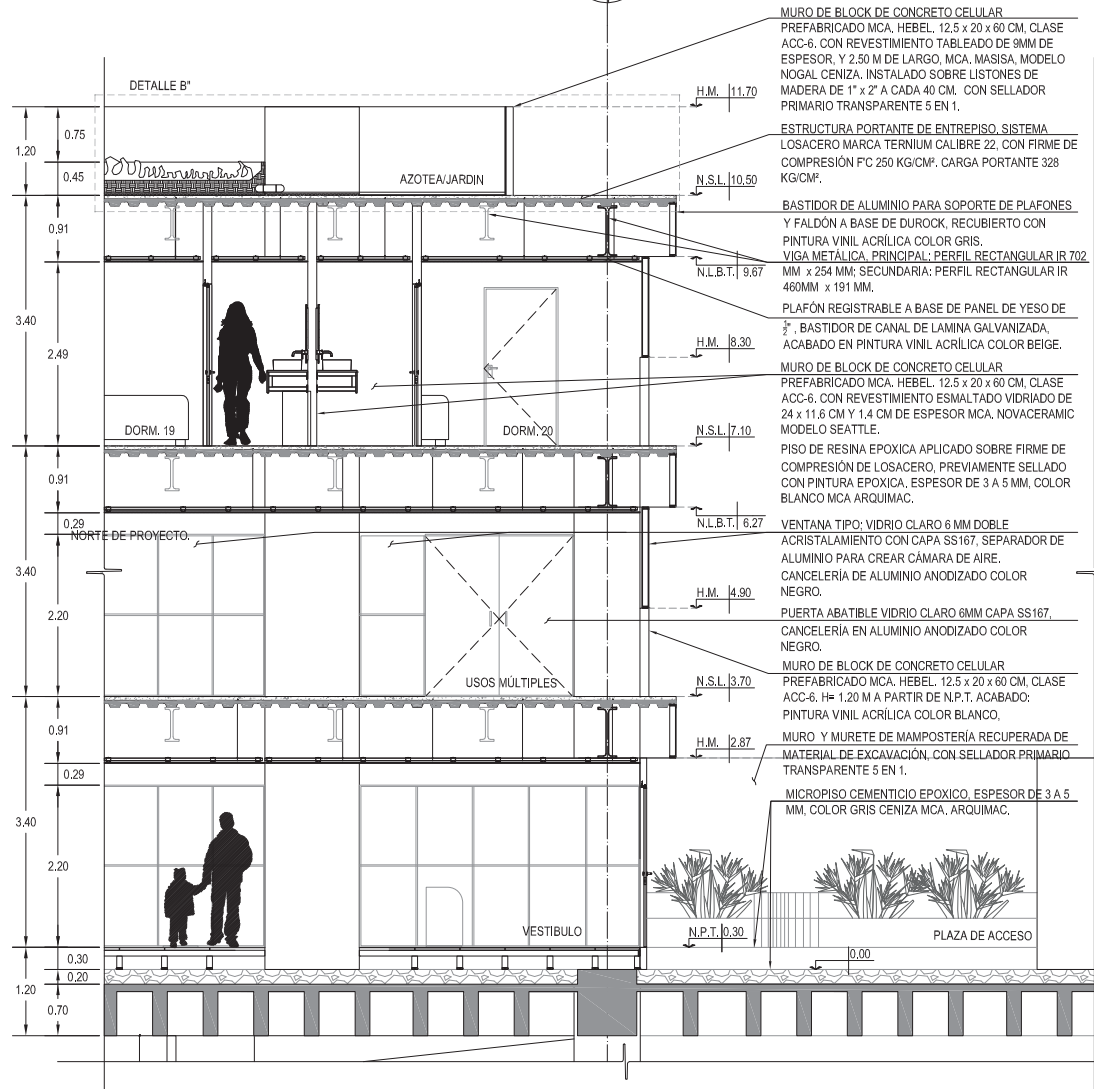 MURO DE BLOCK DE CONCRETO CELULAR
PREFABRICADO MCA. HEBEL. 12.5 x 20 x 60 CM, CLASE
ACC-6. CON REVESTIMIENTO TABLEADO DE 9MM DE
ESPESOR, Y 2.50 M DE LARGO, MCA. MASISA, MODELO
NOGAL CENIZA. INSTALADO SOBRE LISTONES DE
MADERA DE 1" x 2" A CADA 40 CM. CON SELLADOR
PRIMARIO TRANSPARENTE 5 EN 1.
ESTRUCTURA PORTANTE DE ENTREPISO. SISTEMA
LOSACERO MARCA TERNIUM CALIBRE 22, CON FIRME DE
COMPRESIÓN F'C 250 KG/CM². CARGA PORTANTE 328
KG/CM².
BASTIDOR DE ALUMINIO PARA SOPORTE DE PLAFONES
Y FALDÓN A BASE DE DUROCK, RECUBIERTO CON
PINTURA VINIL ACRÍLICA COLOR GRIS.
VIGA METÁLICA, PRINCIPAL: PERFIL RECTANGULAR IR 702
MM x 254 MM; SECUNDARIA: PERFIL RECTANGULAR IR
460MM x 191 MM.
PLAFÓN REGISTRABLE A BASE DE PANEL DE YESO DE
½", BASTIDOR DE CANAL DE LAMINA GALVANIZADA,
ACABADO EN PINTURA VINIL ACRÍLICA COLOR BEIGE.
MURO DE BLOCK DE CONCRETO CELULAR
PREFABRICADO MCA. HEBEL. 12.5 x 20 x 60 CM, CLASE
ACC-6. CON REVESTIMIENTO ESMALTADO VIDRIADO DE
24 x 11.6 CM Y 1.4 CM DE ESPESOR MCA. NOVACERAMIC
MODELO SEATTLE.
PISO DE RESINA EPOXICA APLICADO SOBRE FIRME DE
COMPRESIÓN DE LOSACERO, PREVIAMENTE SELLADO
CON PINTURA EPOXICA. ESPESOR DE 3 A 5 MM, COLOR
BLANCO MCA ARQUIMAC.
VENTANA TIPO; VIDRIO CLARO 6 MM DOBLE
ACRISTALAMIENTO CON CAPA SS167, SEPARADOR DE
ALUMINIO PARA CREAR CÁMARA DE AIRE.
CANCELERÍA DE ALUMINIO ANODIZADO COLOR
NEGRO.
PUERTA ABATIBLE VIDRIO CLARO 6MM CAPA SS167,
CANCELERÍA EN ALUMINIO ANODIZADO COLOR
NEGRO.
MURO DE BLOCK DE CONCRETO CELULAR
PREFABRICADO MCA. HEBEL. 12.5 x 20 x 60 CM, CLASE
ACC-6. H= 1.20 M A PARTIR DE N.P.T. ACABADO:
PINTURA VINIL ACRÍLICA COLOR BLANCO,
MURO Y MURETE DE MAMPOSTERÍA RECUPERADA DE
MATERIAL DE EXCAVACIÓN, CON SELLADOR PRIMARIO
TRANSPARENTE 5 EN 1.
MICROPISO CEMENTICIO EPOXICO, ESPESOR DE 3 A 5
MM, COLOR GRIS CENIZA MCA. ARQUIMAC.
DETALLE B"
AZOTEA/JARDIN
DORM. 19
DORM. 20
NORTE DE PROYECTO.
USOS MÚLTIPLES
VESTIBULO
PLAZA DE ACCESO
H.M. 11.70
N.S.L. 10.50
N.L.B.T. 9.67
H.M. 8.30
N.S.L. 7.10
N.L.B.T. 6.27
H.M. 4.90
N.S.L. 3.70
H.M. 2.87
N.P.T. 0.30
0.00
1.20
0.75
0.45
3.40
0.91
2.49
3.40
0.91
0.29
2.20
3.40
0.91
0.29
2.20
1.20
0.30
0.20
0.70